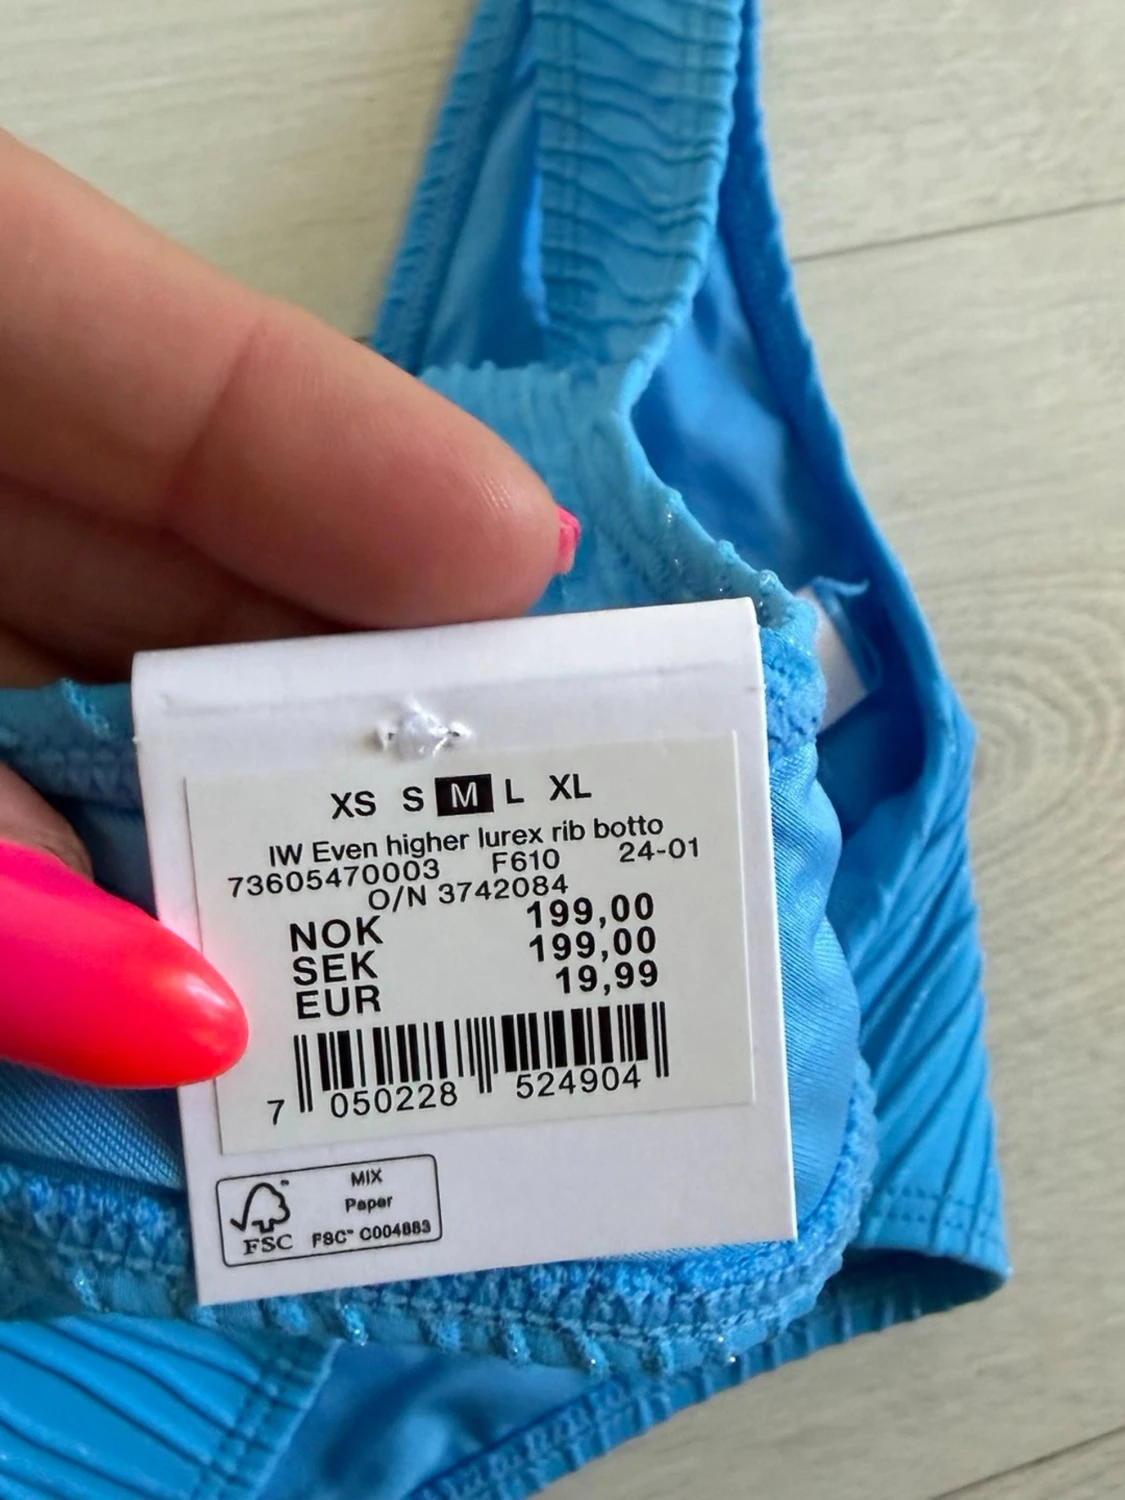 XS S M L XL
IW Even higher lurex rib botto
73605470003 F610 24-01
O/N 3742084
NOK 199,00
SEK 199,00
EUR 19,99
7 050228 524904
MIX
Paper
FSC™ C004883
FSC™